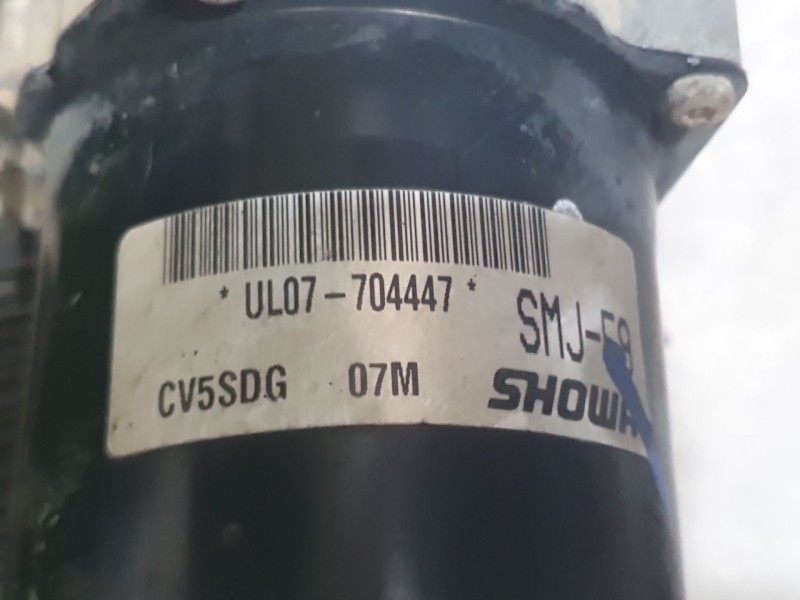 * UL07-704447 *
SMJ-
CV5SDG 07M
SHOWA